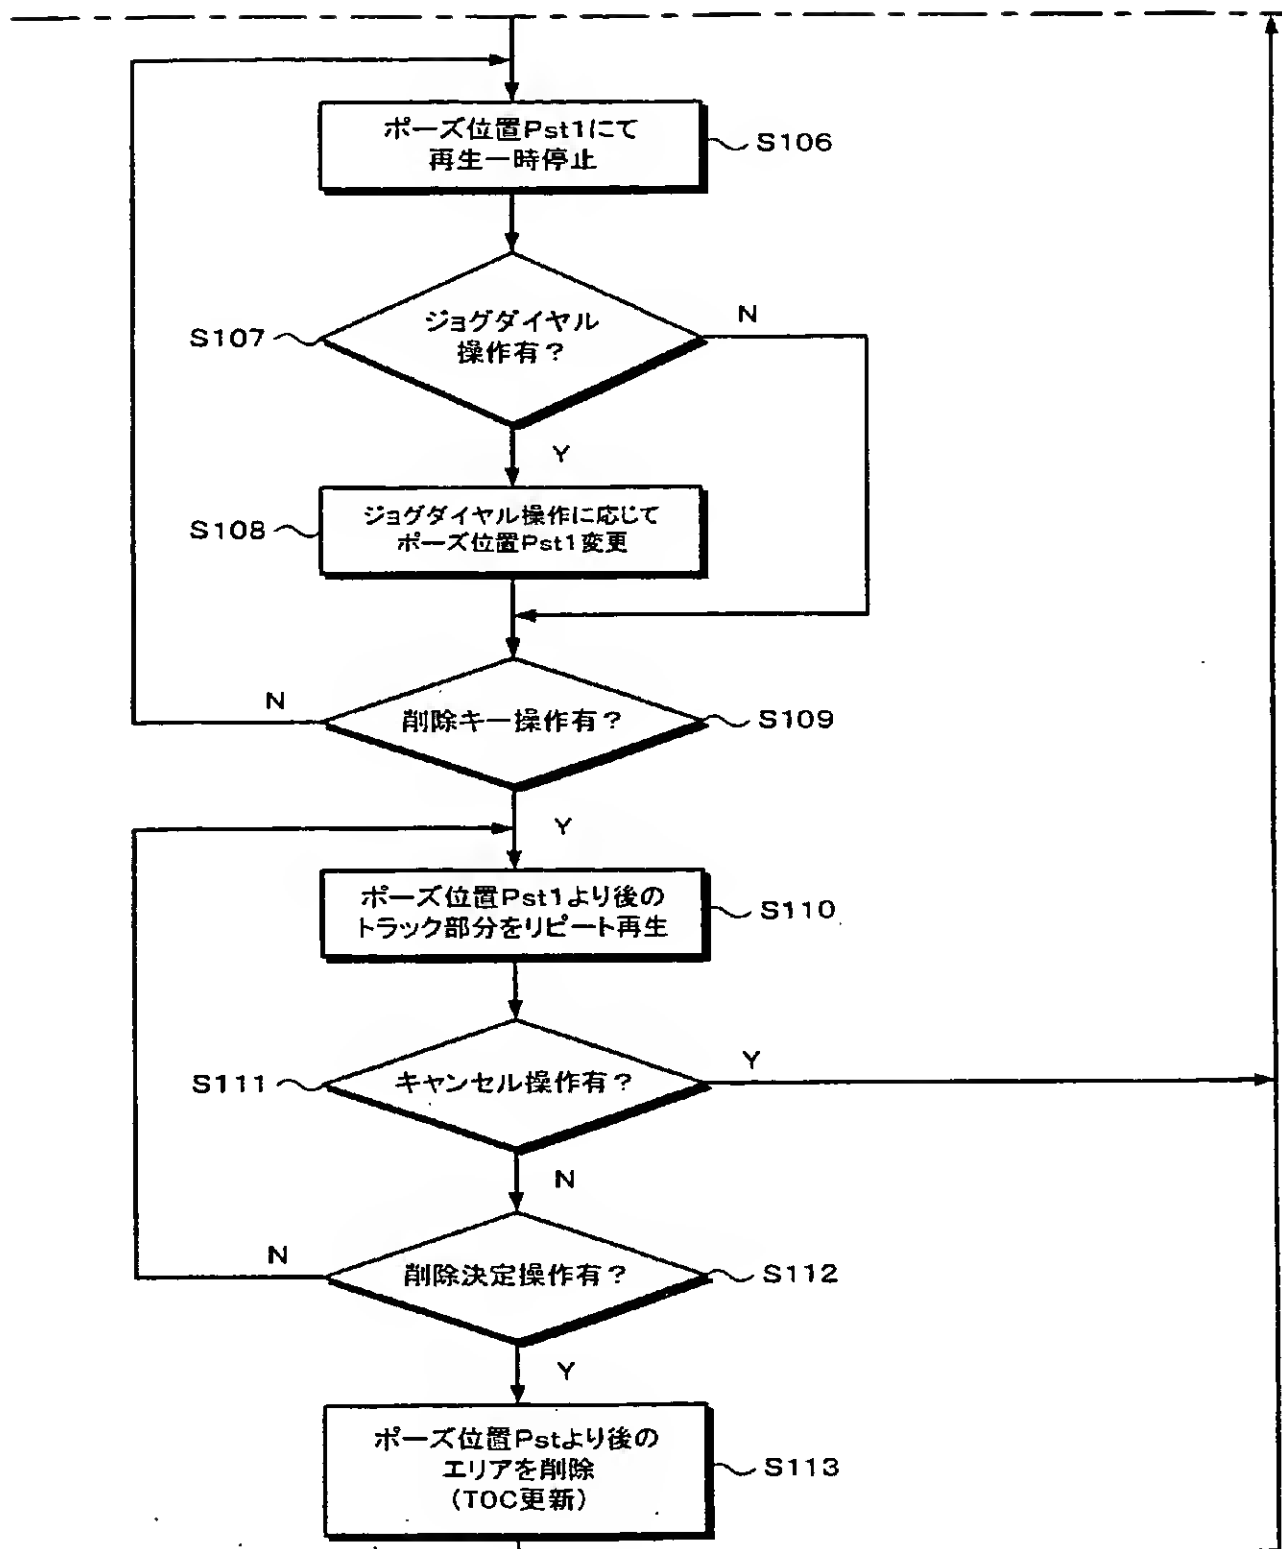 ポーズ位置Pst1にて
再生一時停止
S106
S107
ジョグダイヤル
操作有？
N
Y
S108
ジョグダイヤル操作に応じて
ポーズ位置Pst1変更
N
削除キー操作有？
S109
Y
ポーズ位置Pst1より後の
トラック部分をリピート再生
S110
S111
キャンセル操作有？
Y
N
N
削除決定操作有？
S112
Y
ポーズ位置Pstより後の
エリアを削除
（TOC更新）
S113